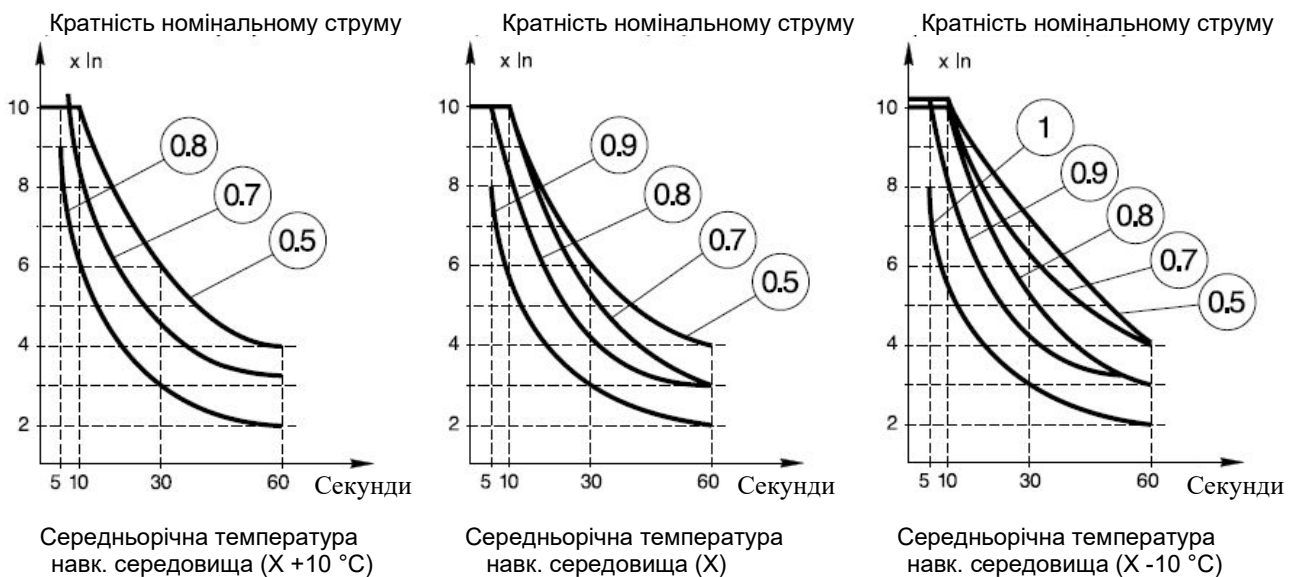 Кратність номінальному струму
x In
10
8
6
4
2
0.8
0.7
0.5
5 10 30 60 Секунди
Середньорічна температура
навк. середовища (X +10 °C)
Кратність номінальному струму
x In
10
8
6
4
2
0.9
0.8
0.7
0.5
5 10 30 60 Секунди
Середньорічна температура
навк. середовища (X)
Кратність номінальному струму
x In
10
8
6
4
2
1
0.9
0.8
0.7
0.5
5 10 30 60 Секунди
Середньорічна температура
навк. середовища (X -10 °C)